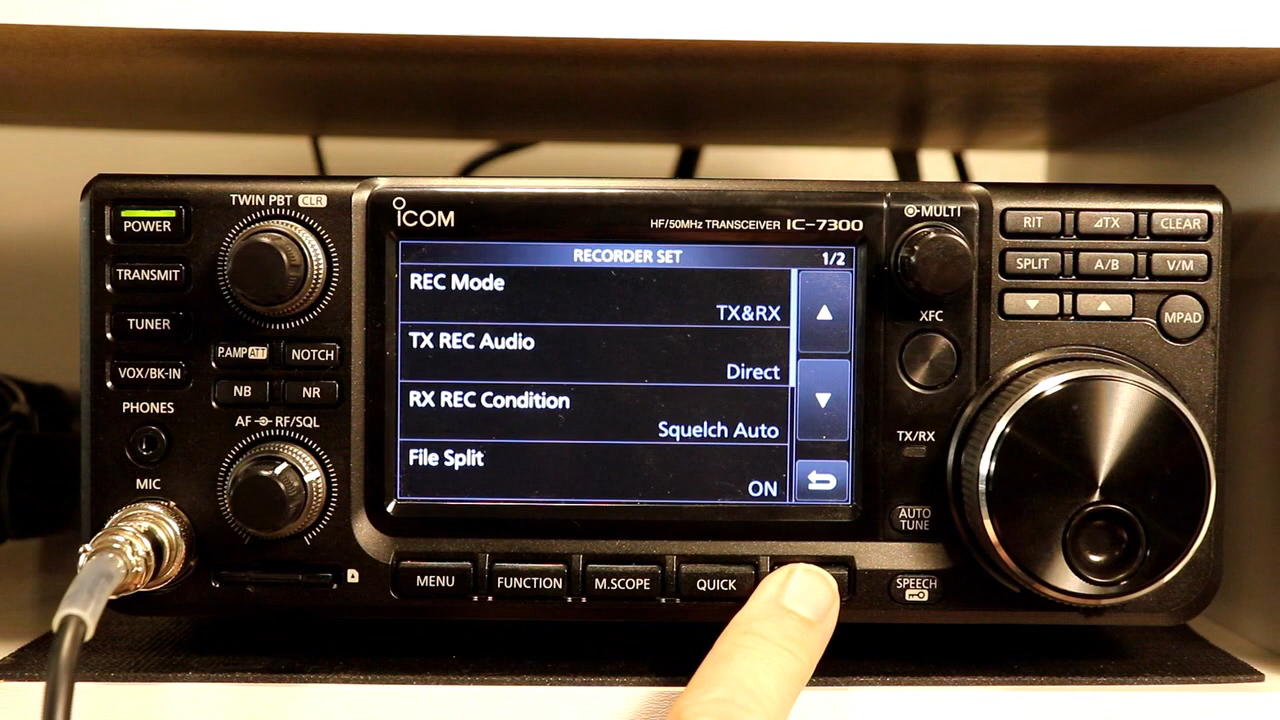 TWIN PBT CLR
POWER
TRANSMIT
TUNER
VOX/BK-IN
P.AMP ATT
NOTCH
NB
NR
PHONES
AF RF/SQL
MIC
ICOM
HF/50MHz TRANSCEIVER IC-7300
RECORDER SET
1/2
REC Mode
TX&RX
TX REC Audio
Direct
RX REC Condition
Squelch Auto
File Split
ON
MENU
FUNCTION
M.SCOPE
QUICK
MULTI
XFC
TX/RX
AUTO
TUNE
SPEECH
RIT
⊿TX
CLEAR
SPLIT
A/B
V/M
MPAD